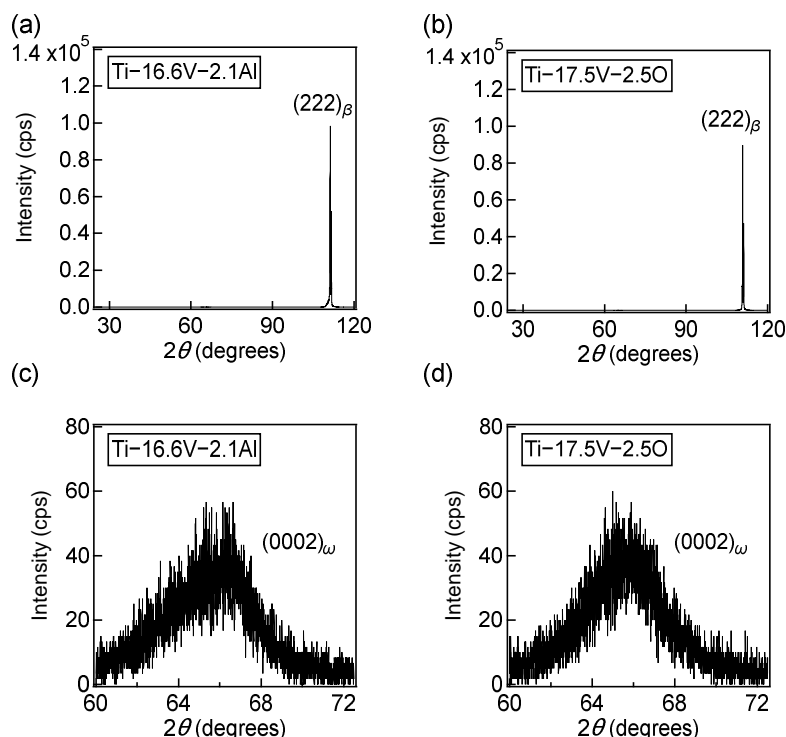 (a)
1.4 x10⁵
Ti−16.6V−2.1Al
(222)β
1.2
1.0
0.8
0.6
0.4
0.2
0.0
Intensity (cps)
30 60 90 120
2θ (degrees)
(b)
1.4 x10⁵
Ti−17.5V−2.5O
(222)β
1.2
1.0
0.8
0.6
0.4
0.2
0.0
Intensity (cps)
30 60 90 120
2θ (degrees)
(c)
80
Ti−16.6V−2.1Al
60
(0002)ω
40
20
0
Intensity (cps)
60 64 68 72
2θ (degrees)
(d)
80
Ti−17.5V−2.5O
60
(0002)ω
40
20
0
Intensity (cps)
60 64 68 72
2θ (degrees)